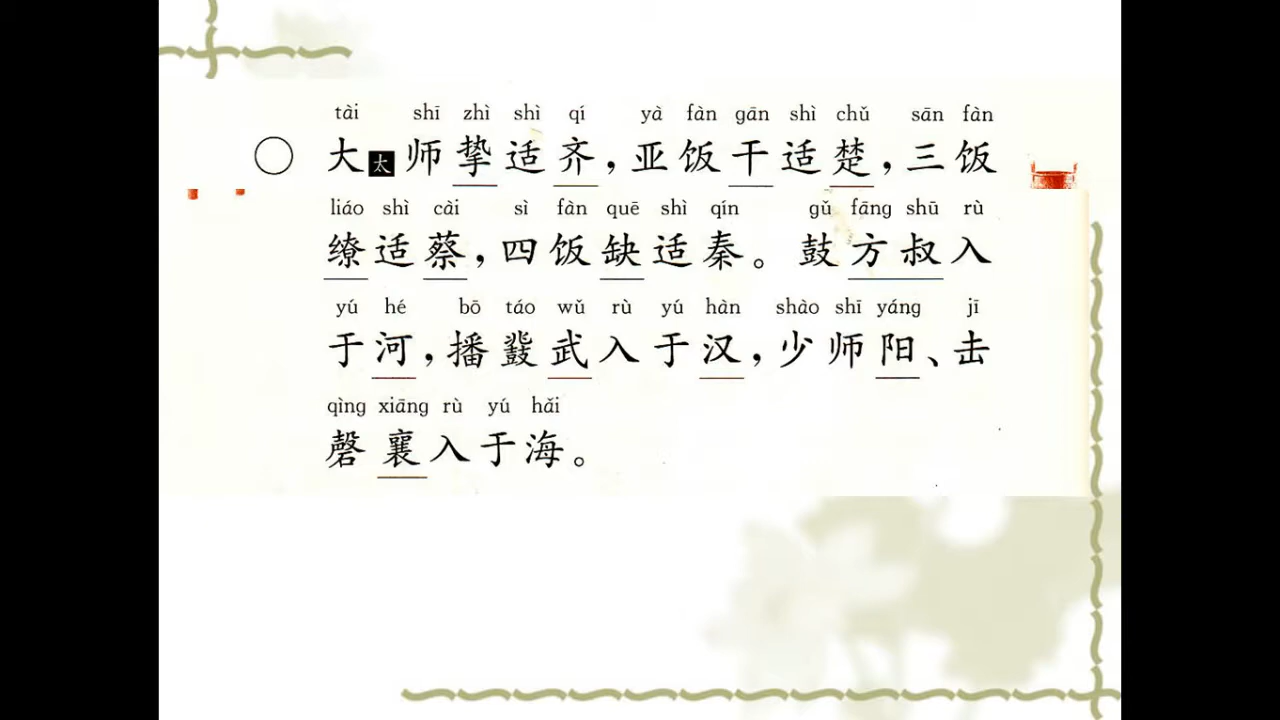 tài shī zhì shì qí yà fàn gān shì chǔ sān fàn
○ 大太师挚适齐，亚饭干适楚，三饭
liáo shì cài sì fàn quē shì qín gǔ fāng shū rù
缭适蔡，四饭缺适秦。鼓方叔入
yú hé bō táo wǔ rù yú hàn shào shī yáng jī
于河，播鼗武入于汉，少师阳、击
qìng xiāng rù yú hǎi
磬襄入于海。